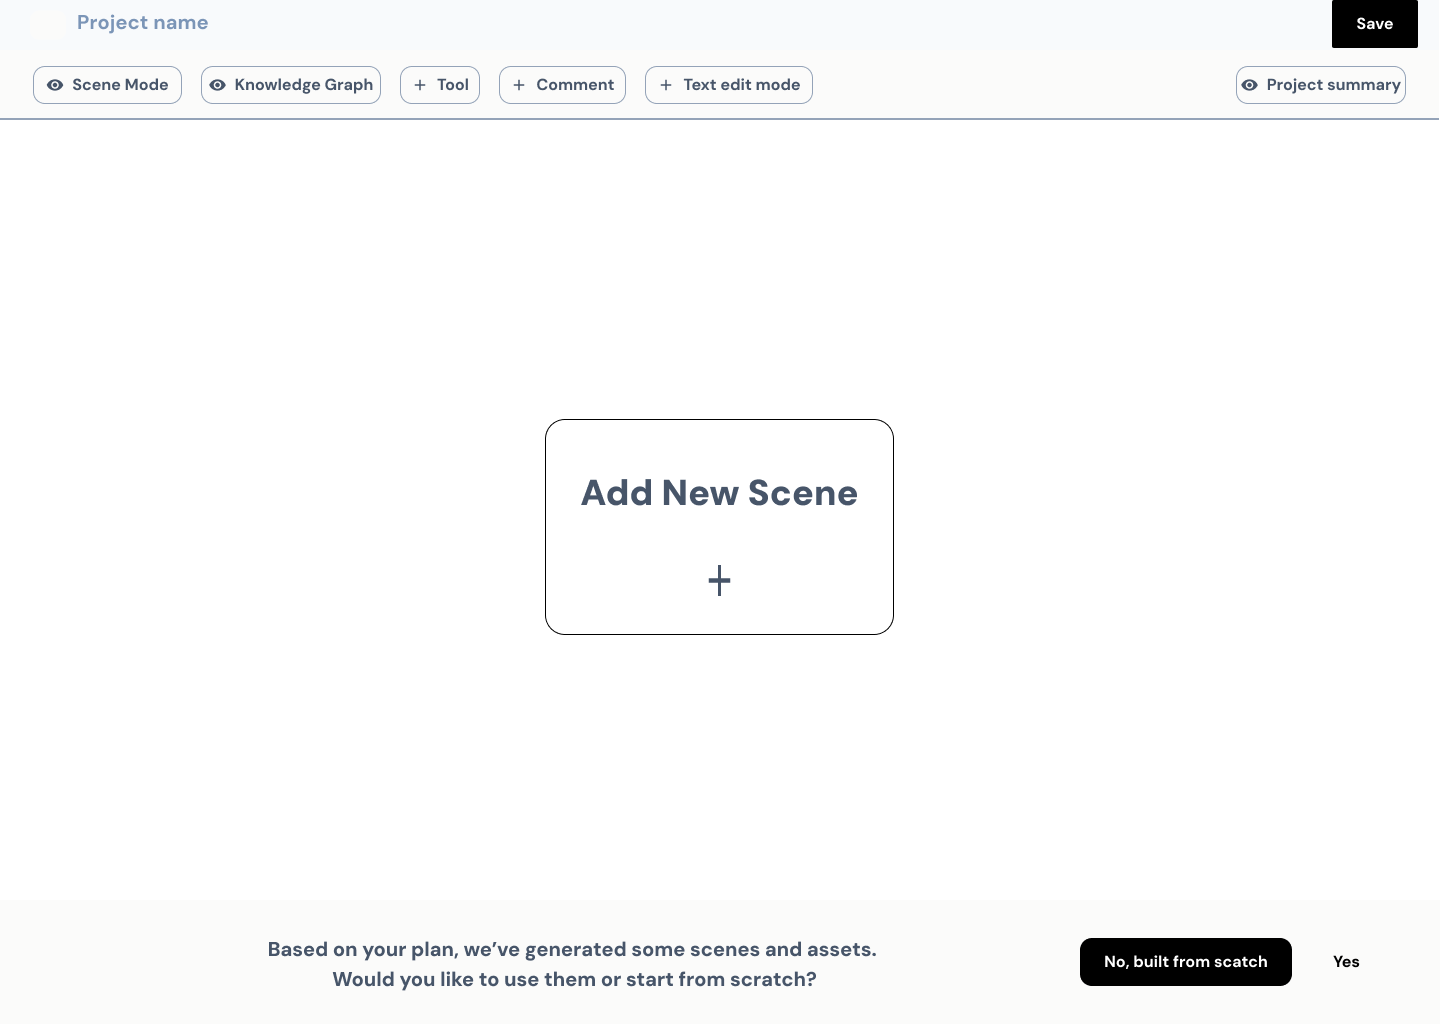 Project name
Save
Scene Mode
Knowledge Graph
+ Tool
+ Comment
+ Text edit mode
Project summary
Add New Scene
+
Based on your plan, we’ve generated some scenes and assets.
Would you like to use them or start from scratch?
No, built from scatch
Yes